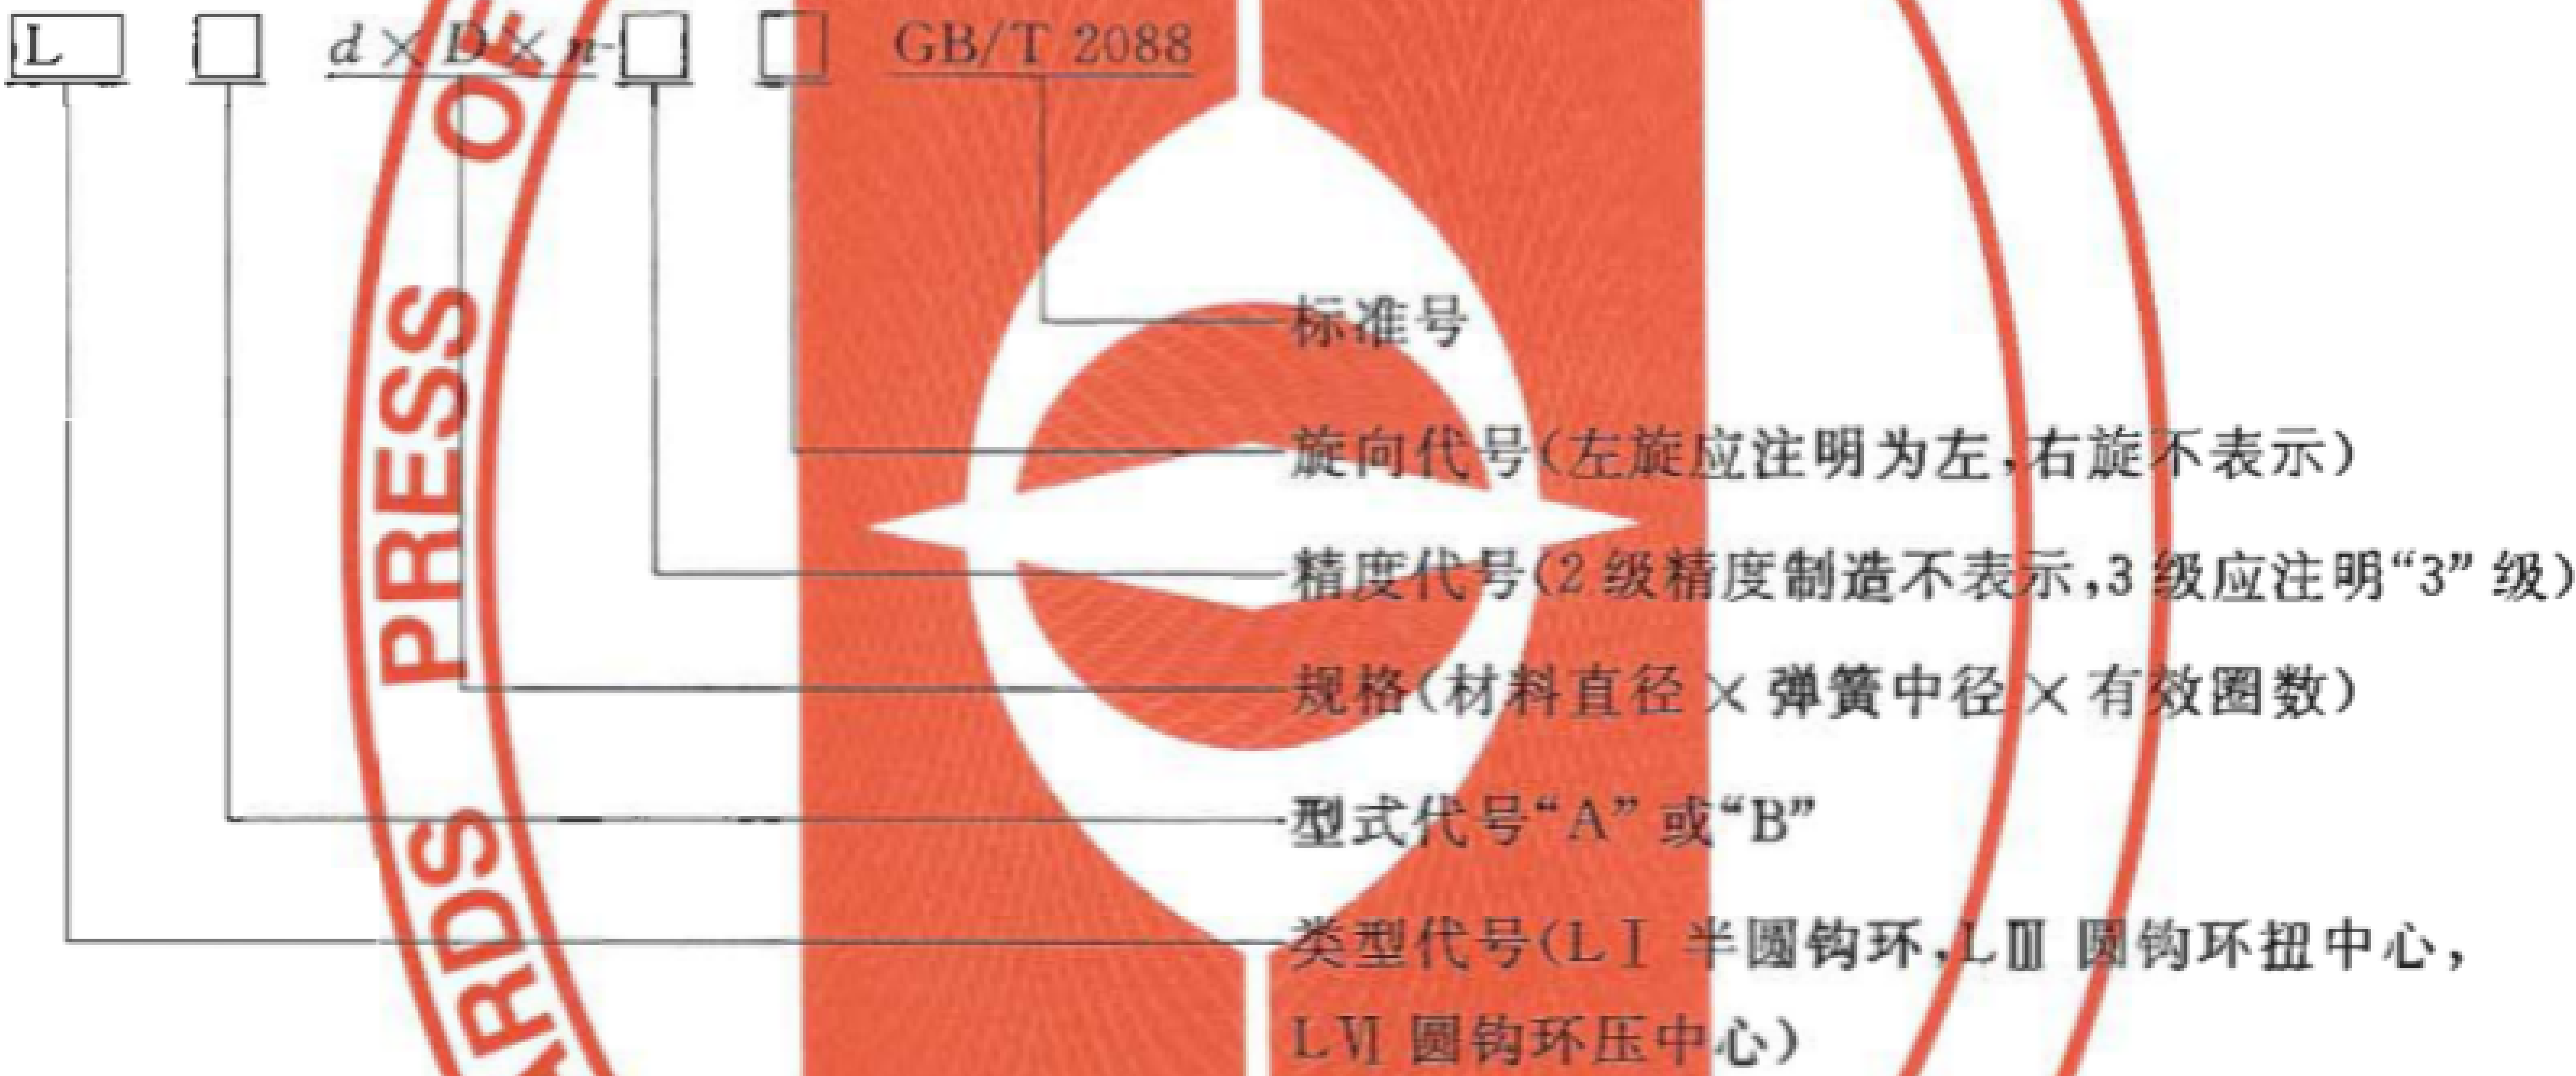 L □ d×D×n-□ □ GB/T 2088
标准号
旋向代号(左旋应注明为左,右旋不表示)
精度代号(2 级精度制造不表示,3 级应注明“3” 级)
规格(材料直径×弹簧中径×有效圈数)
型式代号“A” 或“B”
类型代号(LⅠ 半圆钩环,LⅢ 圆钩环扭中心,
LⅥ 圆钩环压中心)
OF
PRESS
ARDS